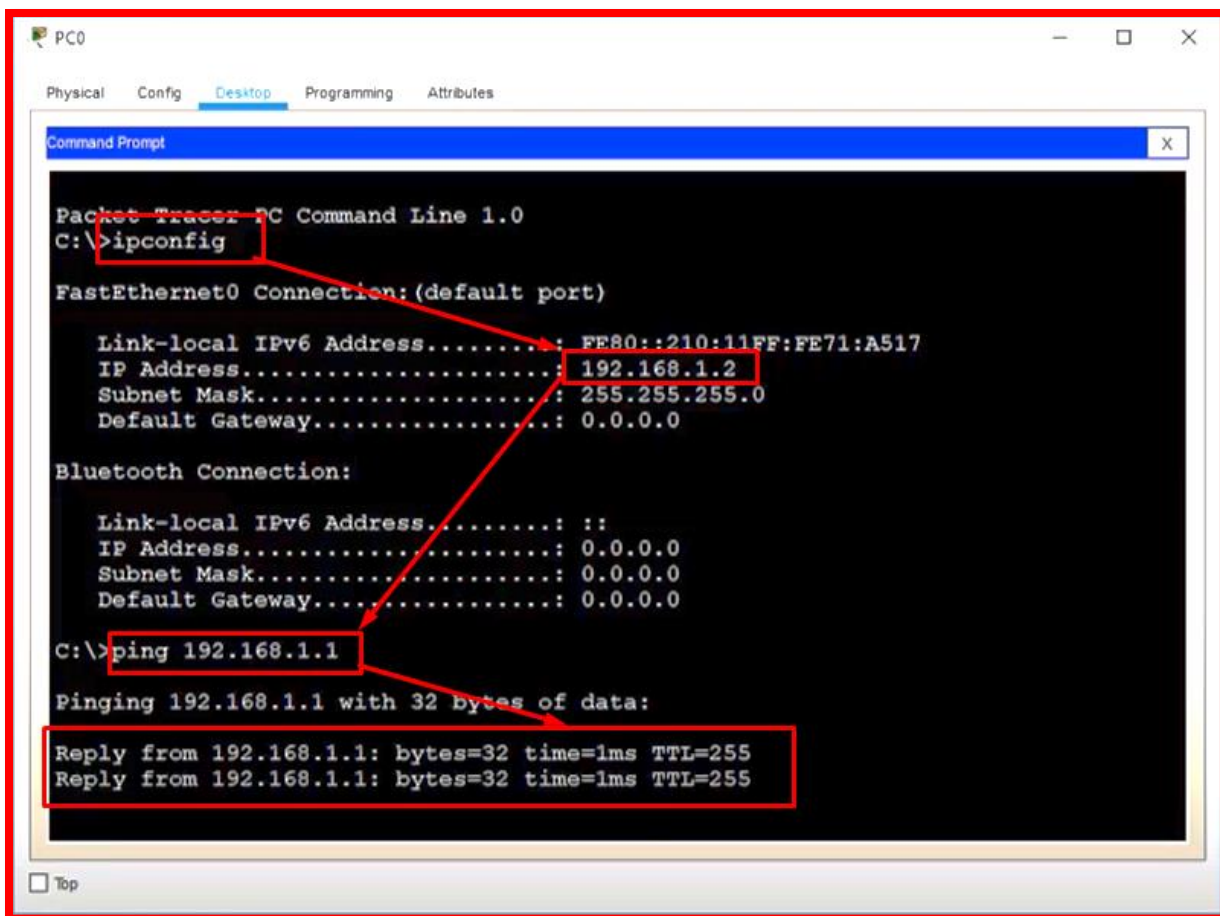 PC0
Physical Config Desktop Programming Attributes
Command Prompt
X
Packet Tracer PC Command Line 1.0
C:\>ipconfig
FastEthernet0 Connection:(default port)
Link-local IPv6 Address.........: FE80::210:11FF:FE71:A517
IP Address......................: 192.168.1.2
Subnet Mask.....................: 255.255.255.0
Default Gateway.................: 0.0.0.0
Bluetooth Connection:
Link-local IPv6 Address.........: ::
IP Address......................: 0.0.0.0
Subnet Mask.....................: 0.0.0.0
Default Gateway.................: 0.0.0.0
C:\>ping 192.168.1.1
Pinging 192.168.1.1 with 32 bytes of data:
Reply from 192.168.1.1: bytes=32 time=1ms TTL=255
Reply from 192.168.1.1: bytes=32 time=1ms TTL=255
Top